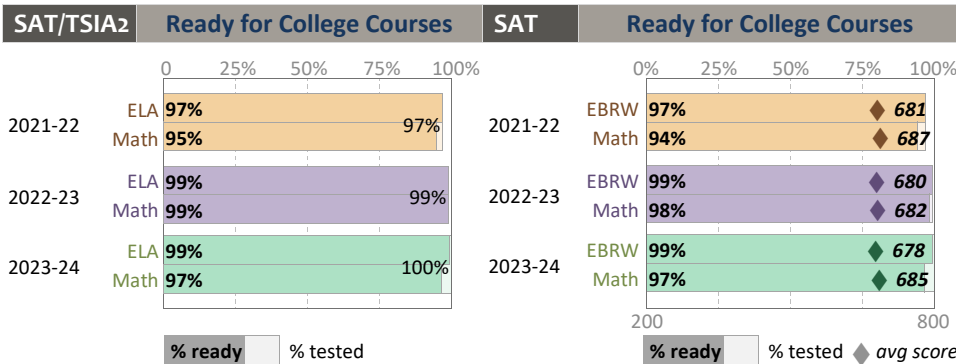 SAT/TSIA2 Ready for College Courses
0 25% 75% 100%
2021-22
ELA 97%
Math 95%
97%
2022-23
ELA 99%
Math 99%
99%
2023-24
ELA 99%
Math 97%
100%
% ready % tested
SAT Ready for College Courses
0% 25% 75% 100%
2021-22
EBRW 97% 681
Math 94% 687
2022-23
EBRW 99% 680
Math 98% 682
2023-24
EBRW 99% 678
Math 97% 685
200 800
% ready % tested avg score